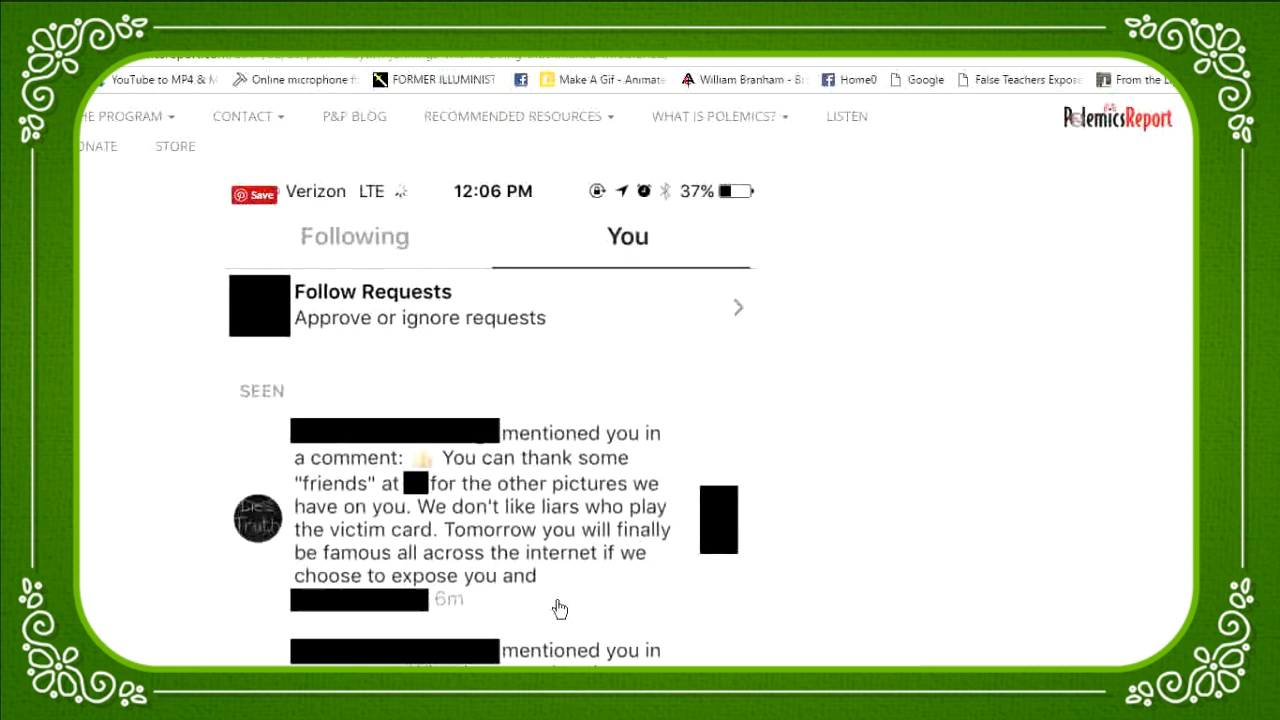 YouTube to MP4 & M
Online microphone f
FORMER ILLUMINIST
Make A Gif - Animate
William Branham - B
Home0
Google
False Teachers Expos
From the L
HE PROGRAM
CONTACT
P&P BLOG
RECOMMENDED RESOURCES
WHAT IS POLEMICS?
LISTEN
PolemicsReport
ONATE
STORE
Save
Verizon LTE
12:06 PM
37%
Following
You
Follow Requests
Approve or ignore requests
SEEN
mentioned you in
a comment: 👍🏻 You can thank some
"friends" at for the other pictures we
have on you. We don't like liars who play
the victim card. Tomorrow you will finally
be famous all across the internet if we
choose to expose you and
6m
Truth
mentioned you in